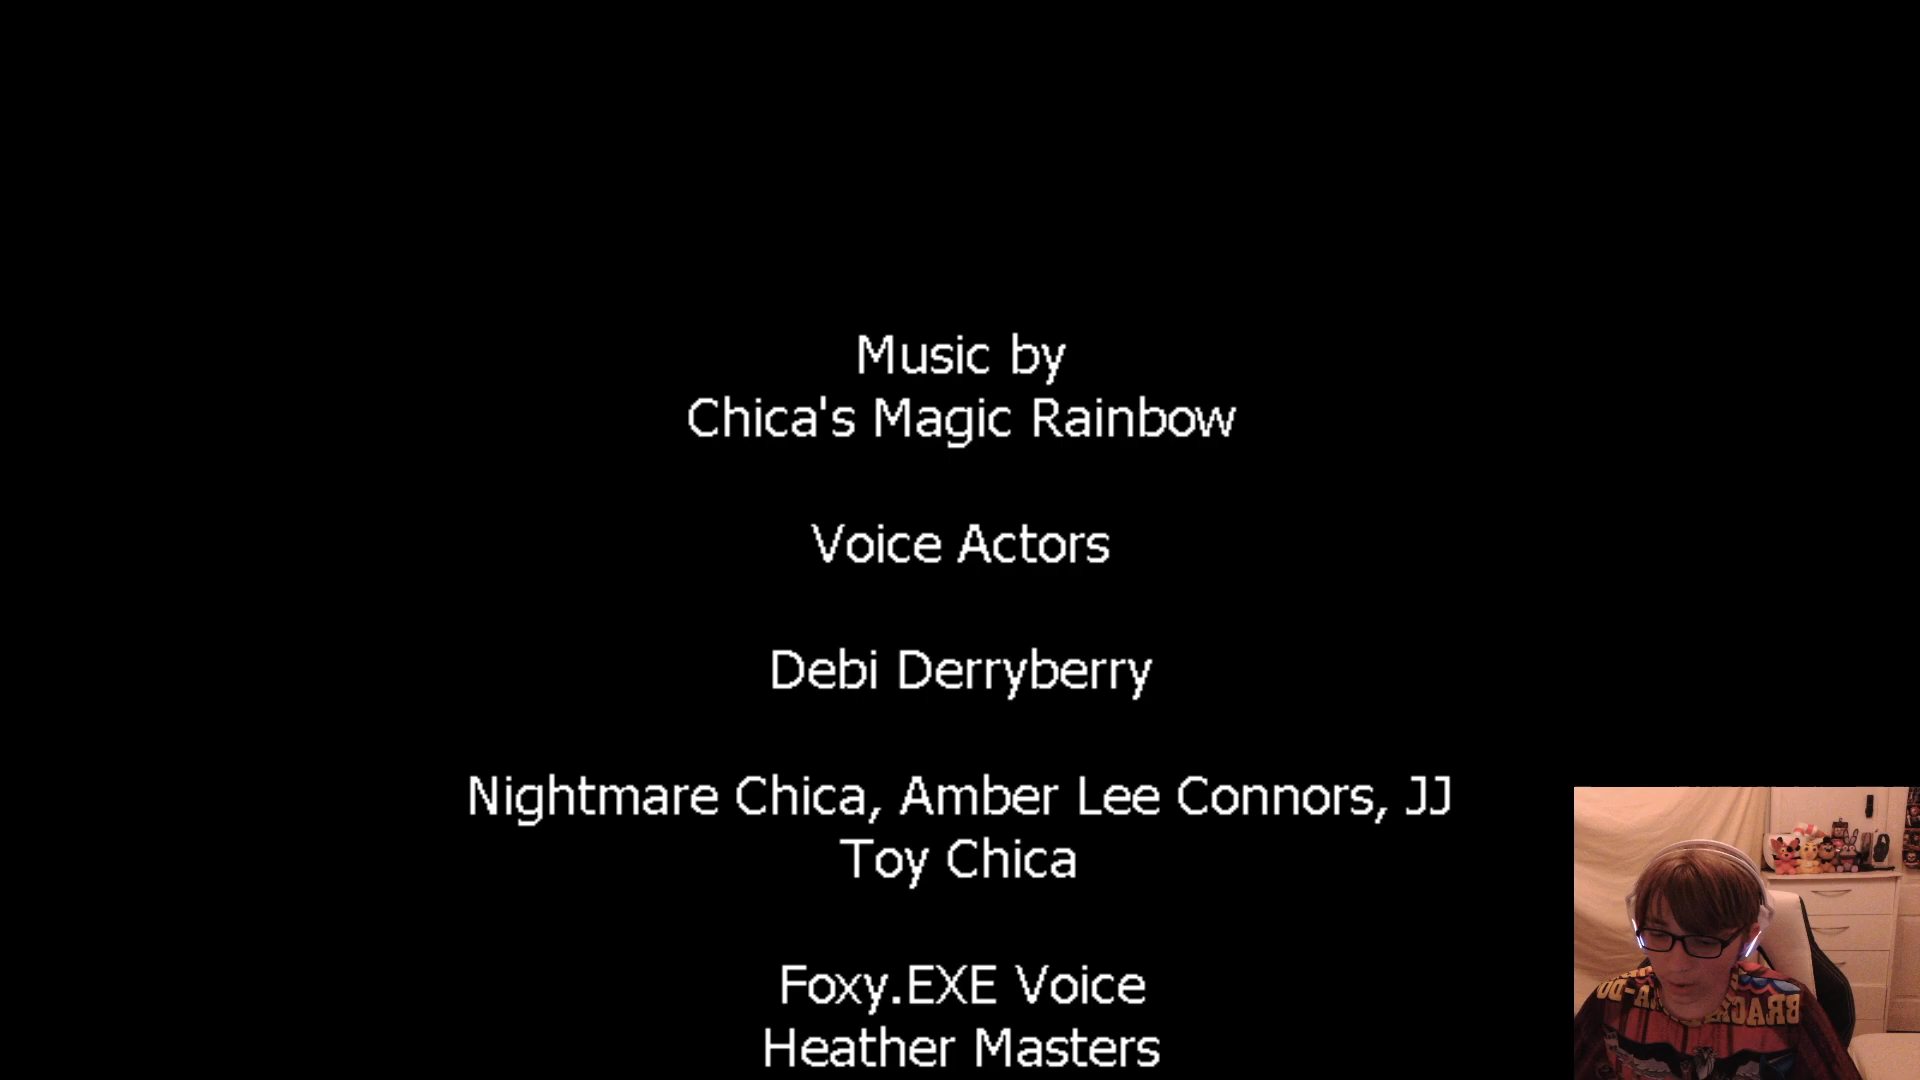 Music by
Chica's Magic Rainbow
Voice Actors
Debi Derryberry
Nightmare Chica, Amber Lee Connors, JJ
Toy Chica
Foxy.EXE Voice
Heather Masters